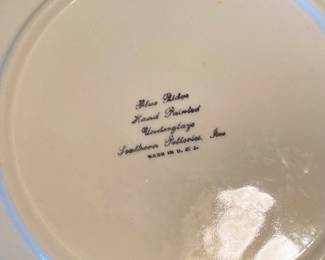 Blue Ridge
Hand Painted
Underglaze
Southern Potteries, Inc.
MADE IN U.S.A.